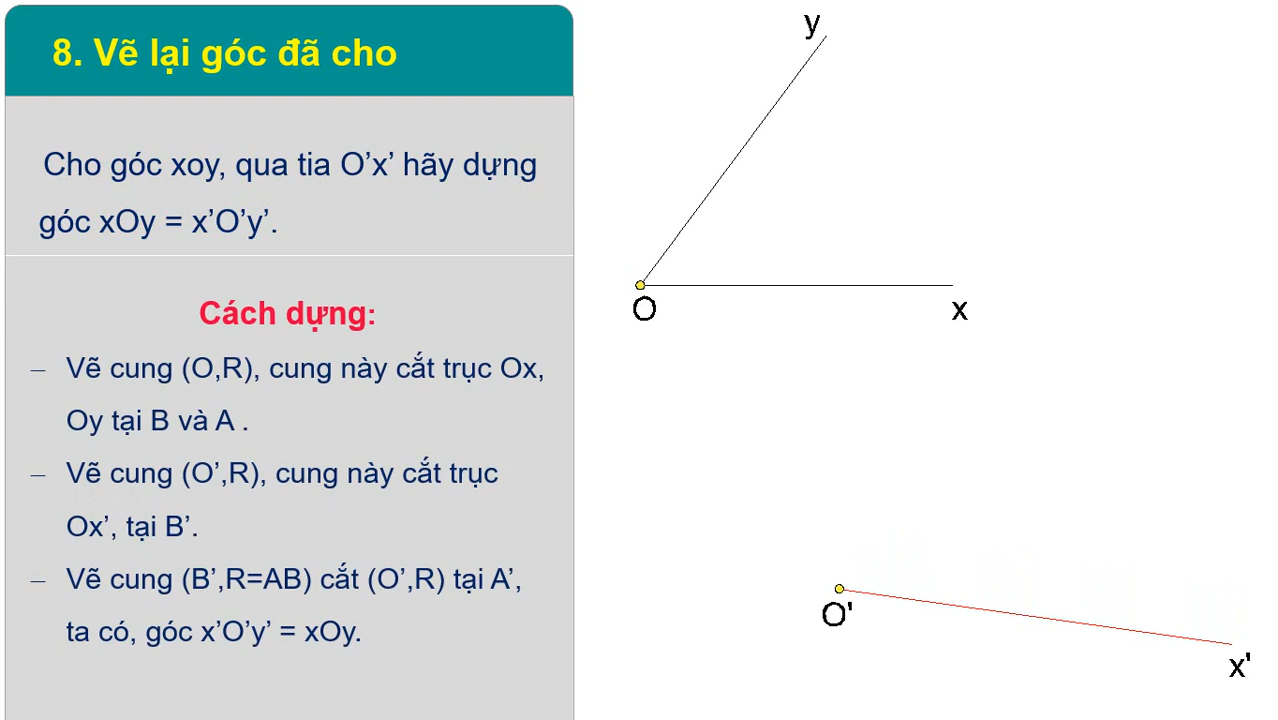 8. Vẽ lại góc đã cho
Cho góc xoy, qua tia O’x’ hãy dựng
góc xOy = x’O’y’.
Cách dựng:
– Vẽ cung (O,R), cung này cắt trục Ox,
Oy tại B và A .
– Vẽ cung (O’,R), cung này cắt trục
Ox’, tại B’.
– Vẽ cung (B’,R=AB) cắt (O’,R) tại A’,
ta có, góc x’O’y’ = xOy.
y
O
x
O'
x'